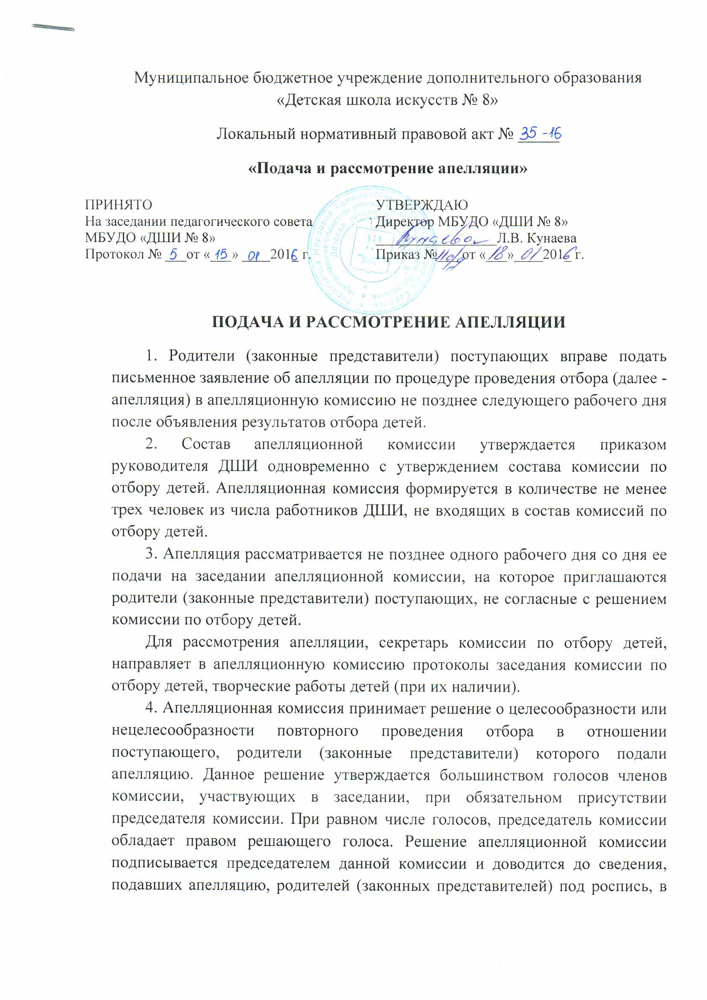 Муниципальное бюджетное учреждение дополнительного образования
«Детская школа искусств № 8»
Локальный нормативный правовой акт № 35-16
«Подача и рассмотрение апелляции»
ПРИНЯТО
На заседании педагогического совета
МБУДО «ДШИ № 8»
Протокол № 5 от «15» 01 2016 г.
УТВЕРЖДАЮ
Директор МБУДО «ДШИ № 8»
Кунаева Л.В. Кунаева
Приказ № от «18» 01 2016 г.
ПОДАЧА И РАССМОТРЕНИЕ АПЕЛЛЯЦИИ
1. Родители (законные представители) поступающих вправе подать
письменное заявление об апелляции по процедуре проведения отбора (далее -
апелляция) в апелляционную комиссию не позднее следующего рабочего дня
после объявления результатов отбора детей.
2. Состав апелляционной комиссии утверждается приказом
руководителя ДШИ одновременно с утверждением состава комиссии по
отбору детей. Апелляционная комиссия формируется в количестве не менее
трех человек из числа работников ДШИ, не входящих в состав комиссий по
отбору детей.
3. Апелляция рассматривается не позднее одного рабочего дня со дня ее
подачи на заседании апелляционной комиссии, на которое приглашаются
родители (законные представители) поступающих, не согласные с решением
комиссии по отбору детей.
Для рассмотрения апелляции, секретарь комиссии по отбору детей,
направляет в апелляционную комиссию протоколы заседания комиссии по
отбору детей, творческие работы детей (при их наличии).
4. Апелляционная комиссия принимает решение о целесообразности или
нецелесообразности повторного проведения отбора в отношении
поступающего, родители (законные представители) которого подали
апелляцию. Данное решение утверждается большинством голосов членов
комиссии, участвующих в заседании, при обязательном присутствии
председателя комиссии. При равном числе голосов, председатель комиссии
обладает правом решающего голоса. Решение апелляционной комиссии
подписывается председателем данной комиссии и доводится до сведения,
подавших апелляцию, родителей (законных представителей) под роспись, в